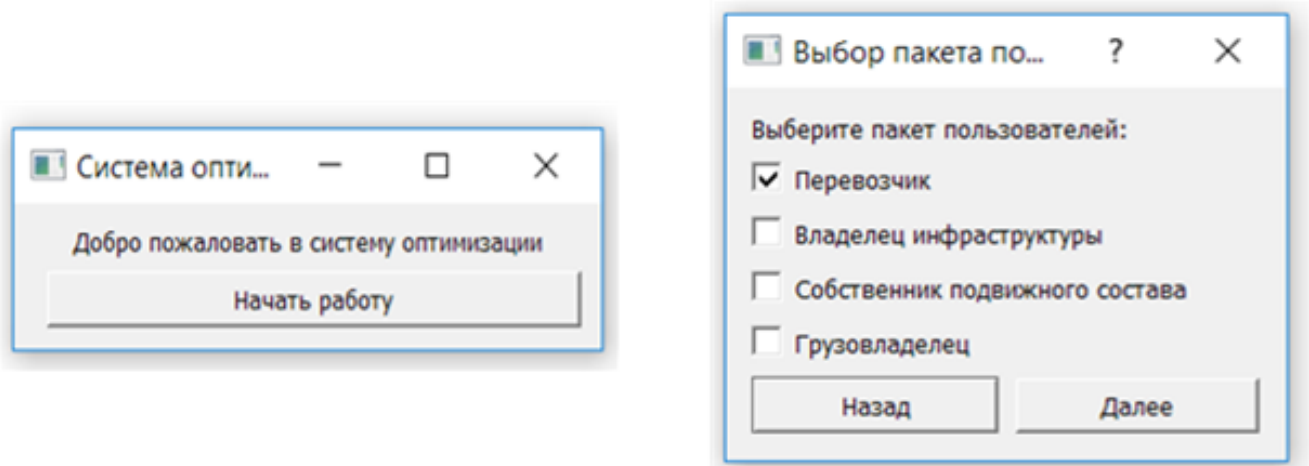 Система опти...
Добро пожаловать в систему оптимизации
Начать работу
Выбор пакета по... ?
Выберите пакет пользователей:
Перевозчик
Владелец инфраструктуры
Собственник подвижного состава
Грузовладелец
Назад
Далее